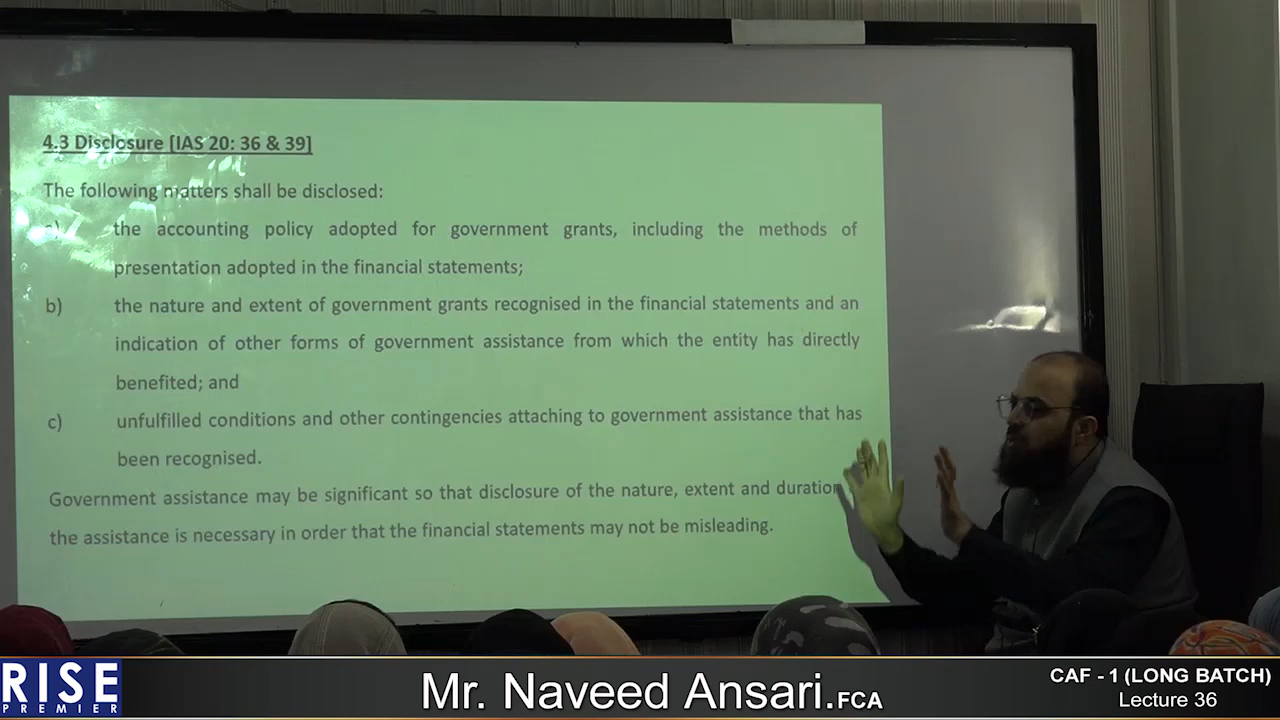 4.3 Disclosure [IAS 20: 36 & 39]
The following matters shall be disclosed:
a) the accounting policy adopted for government grants, including the methods of
presentation adopted in the financial statements;
b) the nature and extent of government grants recognised in the financial statements and an
indication of other forms of government assistance from which the entity has directly
benefited; and
c) unfulfilled conditions and other contingencies attaching to government assistance that has
been recognised.
Government assistance may be significant so that disclosure of the nature, extent and duration
the assistance is necessary in order that the financial statements may not be misleading.
RISE
PREMIER
Mr. Naveed Ansari.FCA
CAF - 1 (LONG BATCH)
Lecture 36